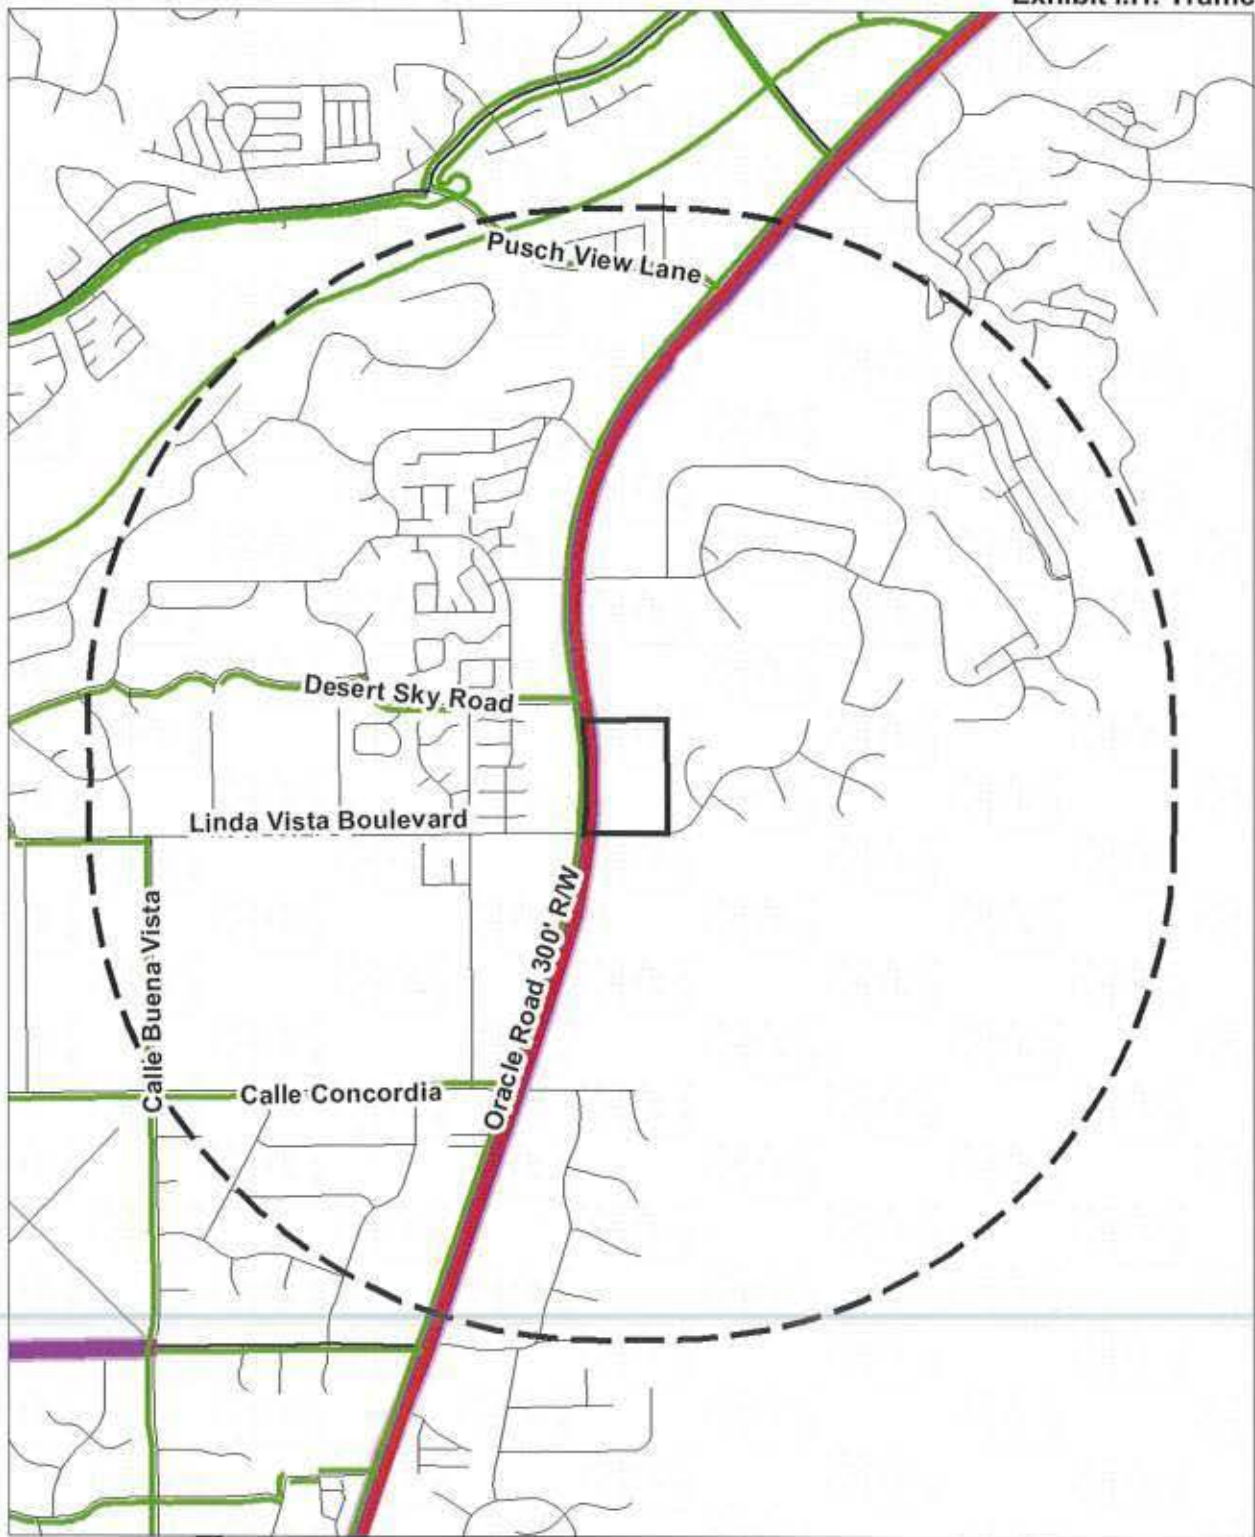 Pusch View Lane
Desert Sky Road
Linda Vista Boulevard
Calle Buena Vista
Oracle Road 300' R/W
Calle Concordia